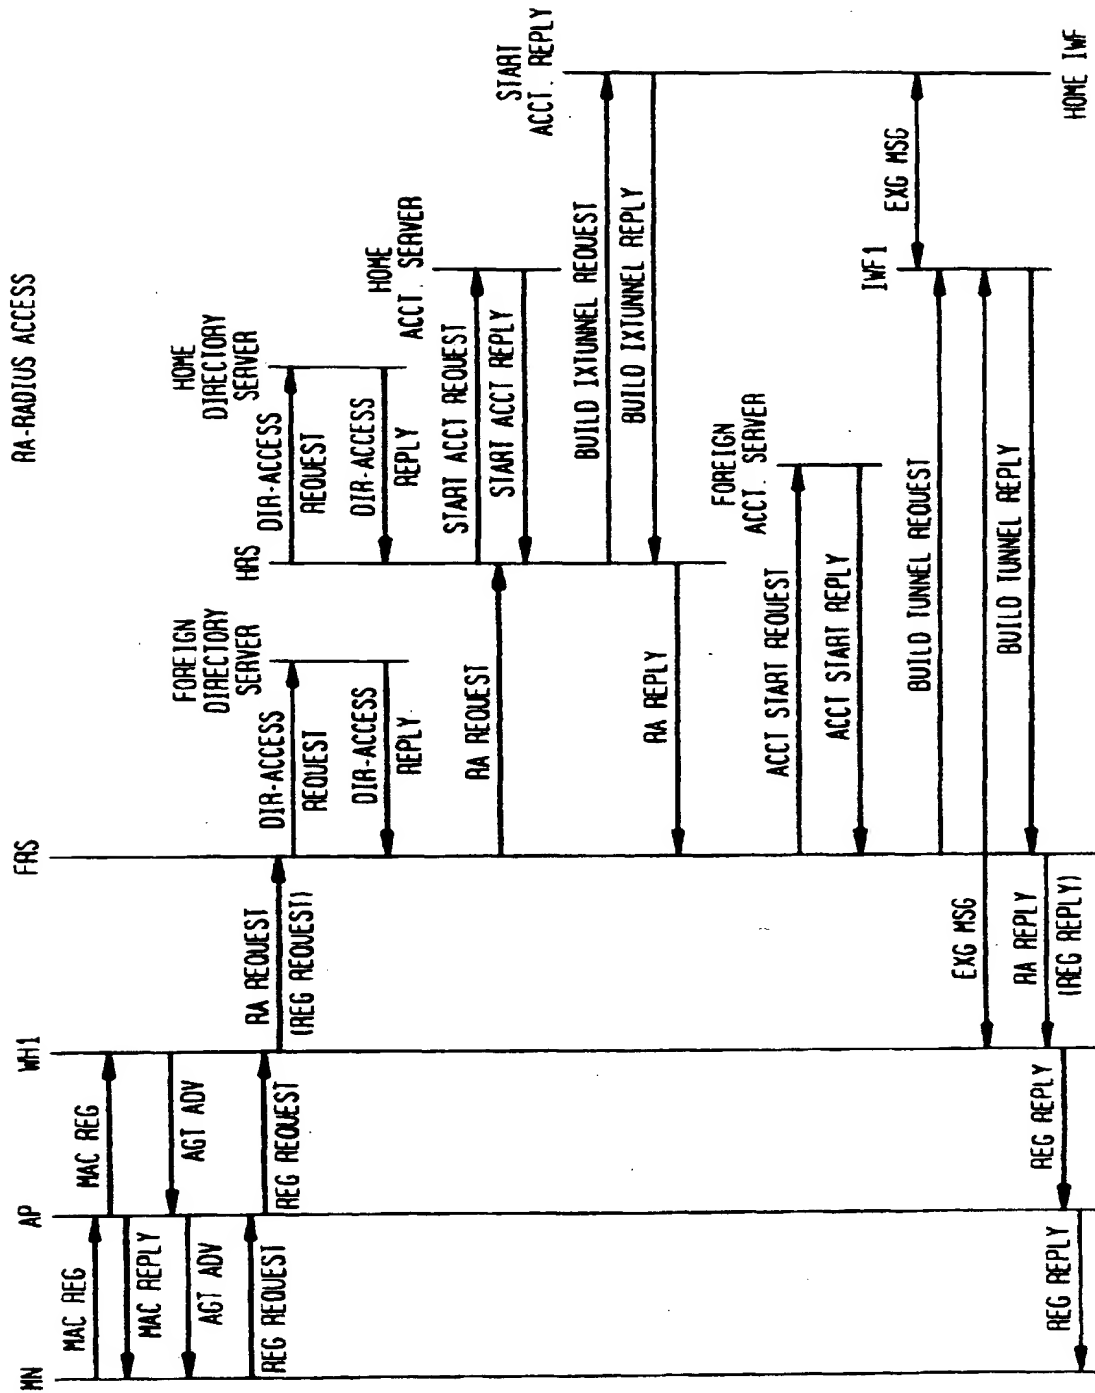 RA-RADIUS ACCESS
MN
AP
WH1
FRS
MAC REG
MAC REG
MAC REPLY
AGT ADV
AGT ADV
REG REQUEST
REG REQUEST
RA REQUEST
(REG REQUEST)
FOREIGN
DIRECTORY
SERVER
DIR-ACCESS
REQUEST
DIR-ACCESS
REPLY
RA REQUEST
HRS
HOME
DIRECTORY
SERVER
DIR-ACCESS
REQUEST
DIR-ACCESS
REPLY
HOME
ACCT. SERVER
START ACCT REQUEST
START ACCT REPLY
START
ACCT. REPLY
BUILD IXTUNNEL REQUEST
BUILD IXTUNNEL REPLY
RA REPLY
FOREIGN
ACCT. SERVER
ACCT START REQUEST
ACCT START REPLY
IWF1
BUILD TUNNEL REQUEST
EXG MSG
EXG MSG
BUILD TUNNEL REPLY
RA REPLY
(REG REPLY)
REG REPLY
REG REPLY
HOME IWF